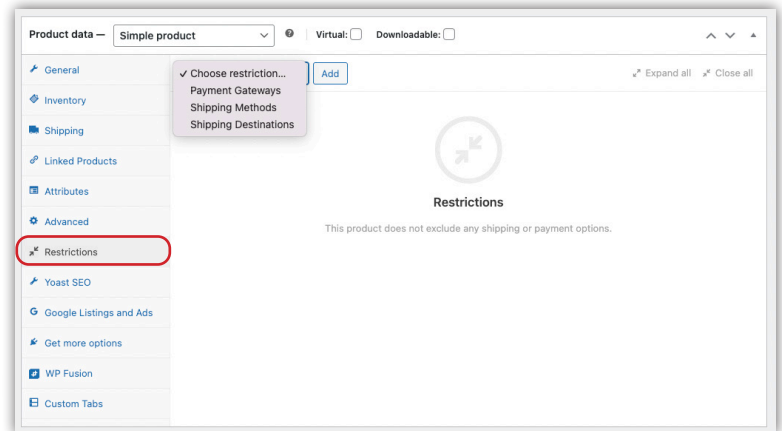 Product data — Simple product Virtual: Downloadable:
General
Inventory
Shipping
Linked Products
Attributes
Advanced
Restrictions
Yoast SEO
Google Listings and Ads
Get more options
WP Fusion
Custom Tabs
✓ Choose restriction...
Payment Gateways
Shipping Methods
Shipping Destinations
Add
Expand all Close all
Restrictions
This product does not exclude any shipping or payment options.